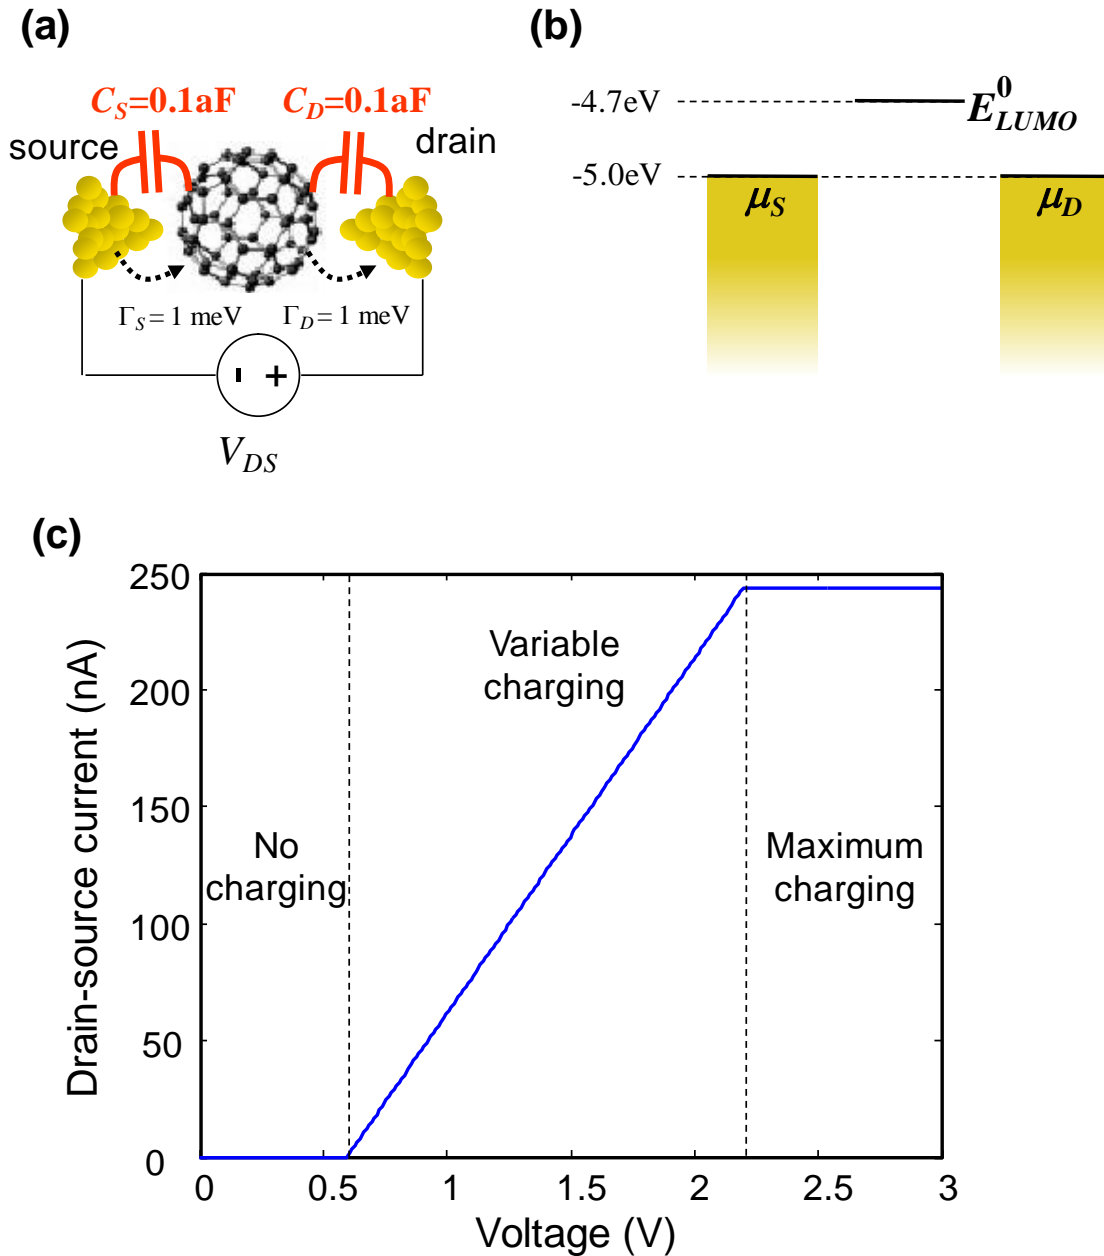 (a)
C_S=0.1aF C_D=0.1aF
source drain
Γ_S = 1 meV Γ_D = 1 meV
- +
V_DS
(b)
-4.7eV E^0_LUMO
-5.0eV
μ_S μ_D
(c)
250
200
150
100
50
0
Drain-source current (nA)
No
charging
Variable
charging
Maximum
charging
0 0.5 1 1.5 2 2.5 3
Voltage (V)